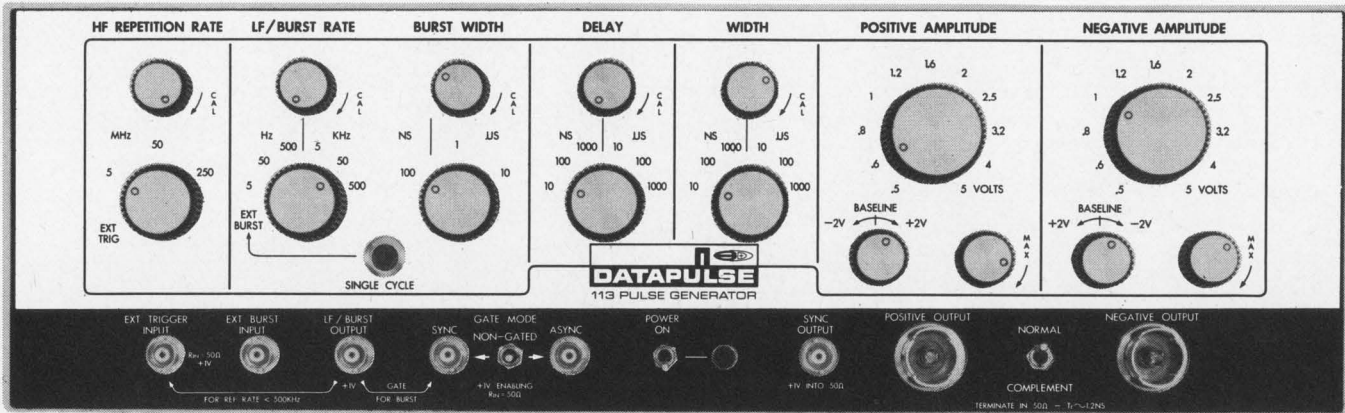 HF REPETITION RATE
LF/BURST RATE
BURST WIDTH
DELAY
WIDTH
POSITIVE AMPLITUDE
NEGATIVE AMPLITUDE
CAL
MHz
5
50
250
EXT
TRIG
CAL
Hz
KHz
5
50
500
5
50
500
EXT
BURST
SINGLE CYCLE
CAL
NS
μS
100
1
10
CAL
NS
μS
10
100
1000
10
100
1000
CAL
NS
μS
10
100
1000
10
100
1000
.5
.6
.8
1
1.2
1.6
2
2.5
3.2
4
5 VOLTS
BASELINE
−2V
+2V
MAX
.5
.6
.8
1
1.2
1.6
2
2.5
3.2
4
5 VOLTS
BASELINE
+2V
−2V
MAX
DATAPULSE
113 PULSE GENERATOR
EXT TRIGGER
INPUT
RIN=50Ω
+1V
EXT BURST
INPUT
LF/BURST
OUTPUT
+1V
FOR REP. RATE < 500KHz
GATE
FOR BURST
SYNC
GATE MODE
NON-GATED
ASYNC
+1V ENABLING
RIN=50Ω
POWER
ON
SYNC
OUTPUT
+1V INTO 50Ω
POSITIVE OUTPUT
NORMAL
COMPLEMENT
NEGATIVE OUTPUT
TERMINATE IN 50Ω − Tr~1.2NS